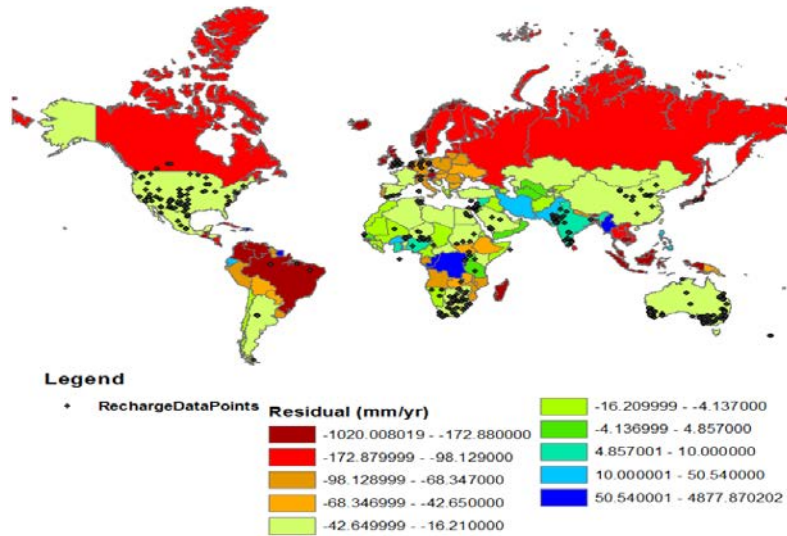 Legend
RechargeDataPoints
Residual (mm/yr)
-1020.008019 - -172.880000
-172.879999 - -98.129000
-98.128999 - -68.347000
-68.346999 - -42.650000
-42.649999 - -16.210000
-16.209999 - -4.137000
-4.136999 - 4.857000
4.857001 - 10.000000
10.000001 - 50.540000
50.540001 - 4877.870202